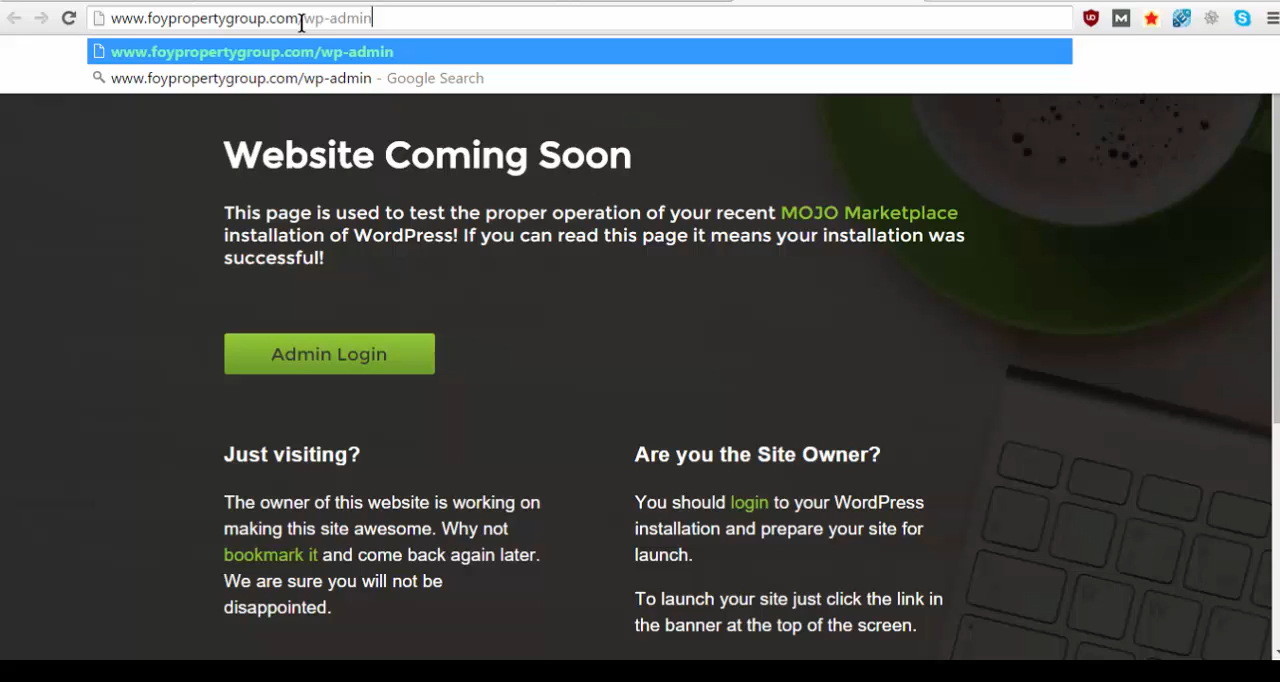 www.foypropertygroup.com/wp-admin
www.foypropertygroup.com/wp-admin
www.foypropertygroup.com/wp-admin - Google Search
Website Coming Soon
This page is used to test the proper operation of your recent MOJO Marketplace
installation of WordPress! If you can read this page it means your installation was
successful!
Admin Login
Just visiting?
The owner of this website is working on
making this site awesome. Why not
bookmark it and come back again later.
We are sure you will not be
disappointed.
Are you the Site Owner?
You should login to your WordPress
installation and prepare your site for
launch.
To launch your site just click the link in
the banner at the top of the screen.